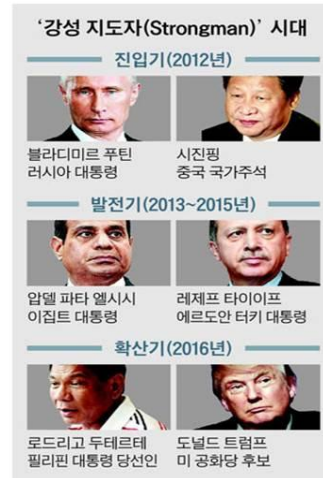 ‘강성 지도자(Strongman)’ 시대
진입기(2012년)
블라디미르 푸틴
러시아 대통령
시진핑
중국 국가주석
발전기(2013~2015년)
압델 파타 엘시시
이집트 대통령
레제프 타이이프
에르도안 터키 대통령
확산기(2016년)
로드리고 두테르테
필리핀 대통령 당선인
도널드 트럼프
미 공화당 후보